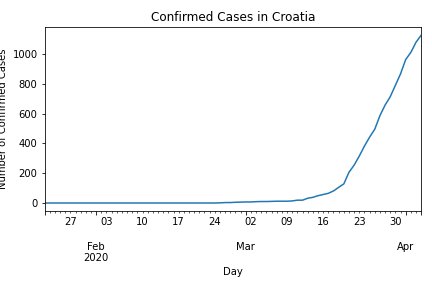 Confirmed Cases in Croatia
Number of Confirmed Cases
1000
800
600
400
200
0
27 03 10 17 24 02 09 16 23 30
Feb Mar Apr
2020
Day